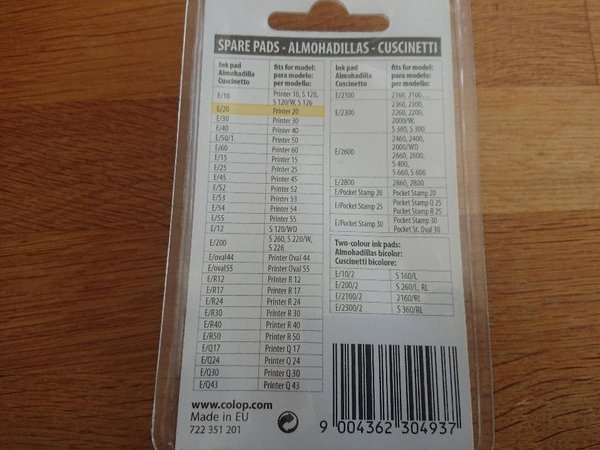 SPARE PADS - ALMOHADILLAS - CUSCINETTI
Ink pad
Almohadilla
Cuscinetto
fits for model:
para modelo:
per modello:
E/10
Printer 10, S 120,
S 120/W, S 126
E/20 Printer 20
E/30 Printer 30
E/40 Printer 40
E/50/1 Printer 50
E/60 Printer 60
E/15 Printer 15
E/25 Printer 25
E/45 Printer 45
E/52 Printer 52
E/53 Printer 53
E/54 Printer 54
E/55 Printer 55
E/12 S 120/WD
E/200
S 260, S 220/W,
S 226
E/oval44 Printer Oval 44
E/oval55 Printer Oval 55
E/R12 Printer R 12
E/R17 Printer R 17
E/R24 Printer R 24
E/R30 Printer R 30
E/R40 Printer R 40
E/R50 Printer R 50
E/Q17 Printer Q 17
E/Q24 Printer Q 24
E/Q30 Printer Q 30
E/Q43 Printer Q 43
Ink pad
Almohadilla
Cuscinetto
fits for model:
para modelo:
per modello:
E/2100 2160, 2100
E/2300
2360, 2300,
2260, 2200,
2000/W,
S 360, S 300
E/2600
2460, 2400,
2000/WD
2660, 2600,
S 400,
S 660, S 600
E/2800 2860, 2800
E/Pocket Stamp 20 Pocket Stamp 20
E/Pocket Stamp 25
Pocket Stamp Q 25
Pocket Stamp R 25
E/Pocket Stamp 30
Pocket Stamp 30
Pocket St. Oval 30
Two-colour ink pads:
Almohadillas bicolor:
Cuscinetti bicolore:
E/10/2 S 160/L
E/200/2 S 260/L, RL
E/2100/2 2160/RL
E/2300/2 S 360/RL
www.colop.com
Made in EU
722 351 201
9 004362 304937